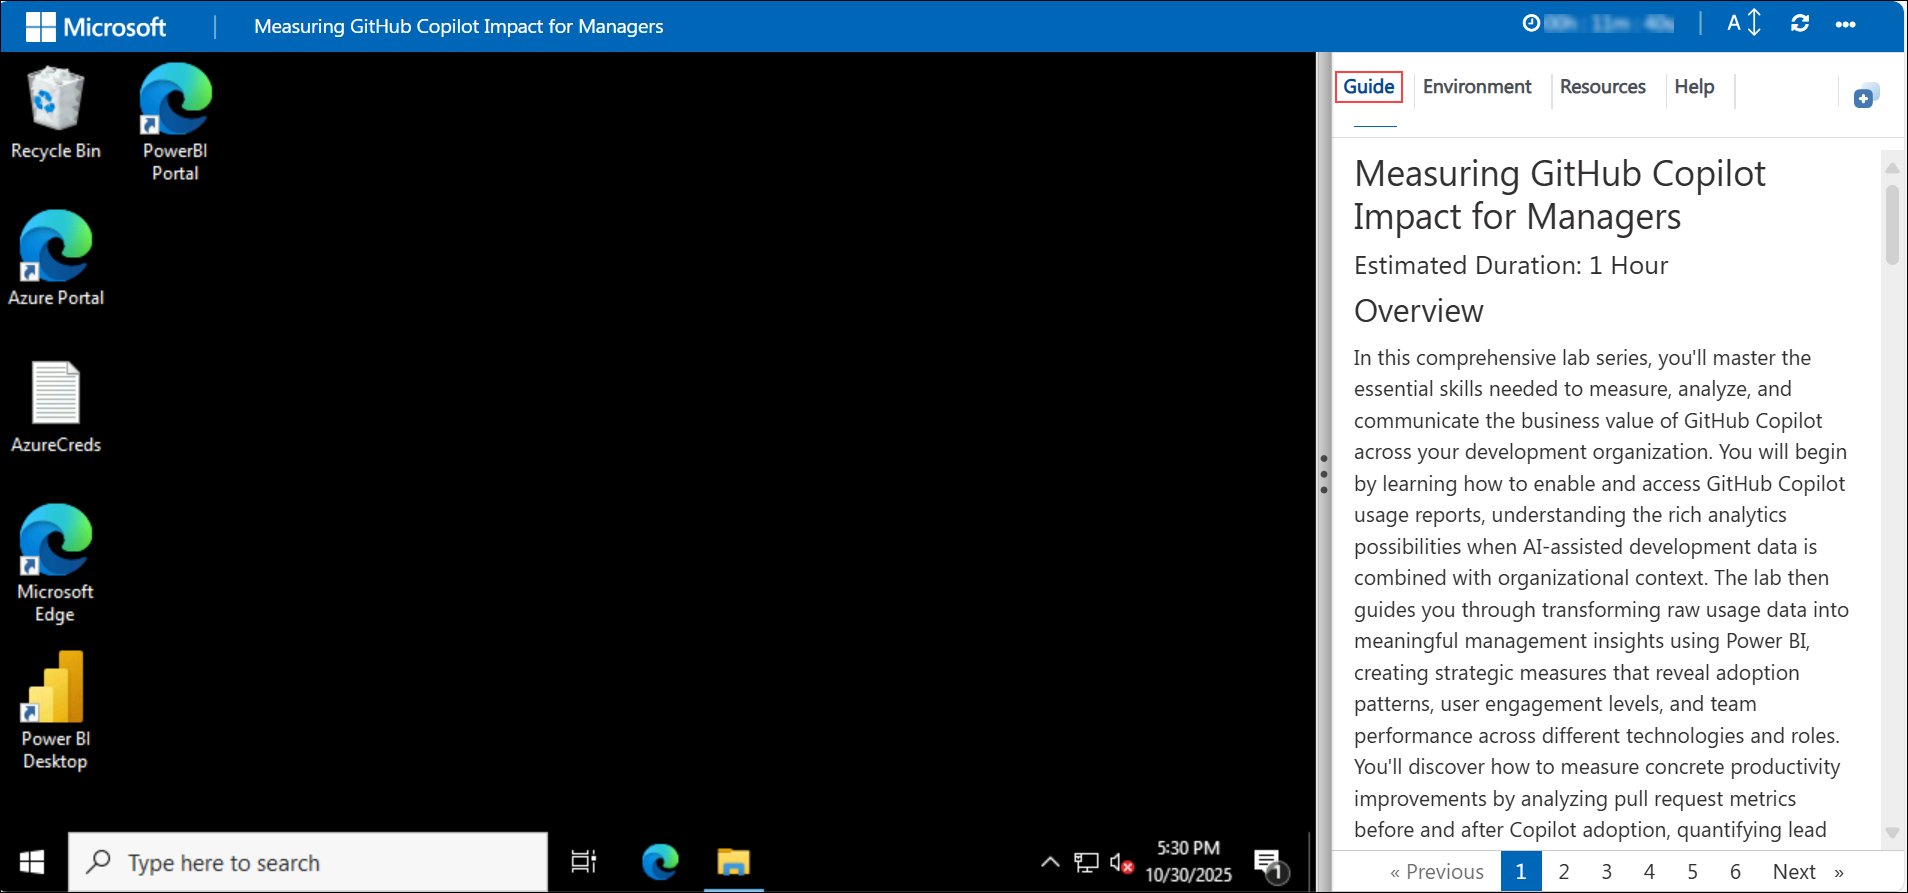 Microsoft
Measuring GitHub Copilot Impact for Managers
A
Recycle Bin
PowerBI
Portal
Azure Portal
AzureCreds
Microsoft
Edge
Power BI
Desktop
Type here to search
5:30 PM
10/30/2025
1
Guide
Environment
Resources
Help
Measuring GitHub Copilot
Impact for Managers
Estimated Duration: 1 Hour
Overview
In this comprehensive lab series, you'll master the
essential skills needed to measure, analyze, and
communicate the business value of GitHub Copilot
across your development organization. You will begin
by learning how to enable and access GitHub Copilot
usage reports, understanding the rich analytics
possibilities when AI-assisted development data is
combined with organizational context. The lab then
guides you through transforming raw usage data into
meaningful management insights using Power BI,
creating strategic measures that reveal adoption
patterns, user engagement levels, and team
performance across different technologies and roles.
You'll discover how to measure concrete productivity
improvements by analyzing pull request metrics
before and after Copilot adoption, quantifying lead
« Previous 1 2 3 4 5 6 Next »